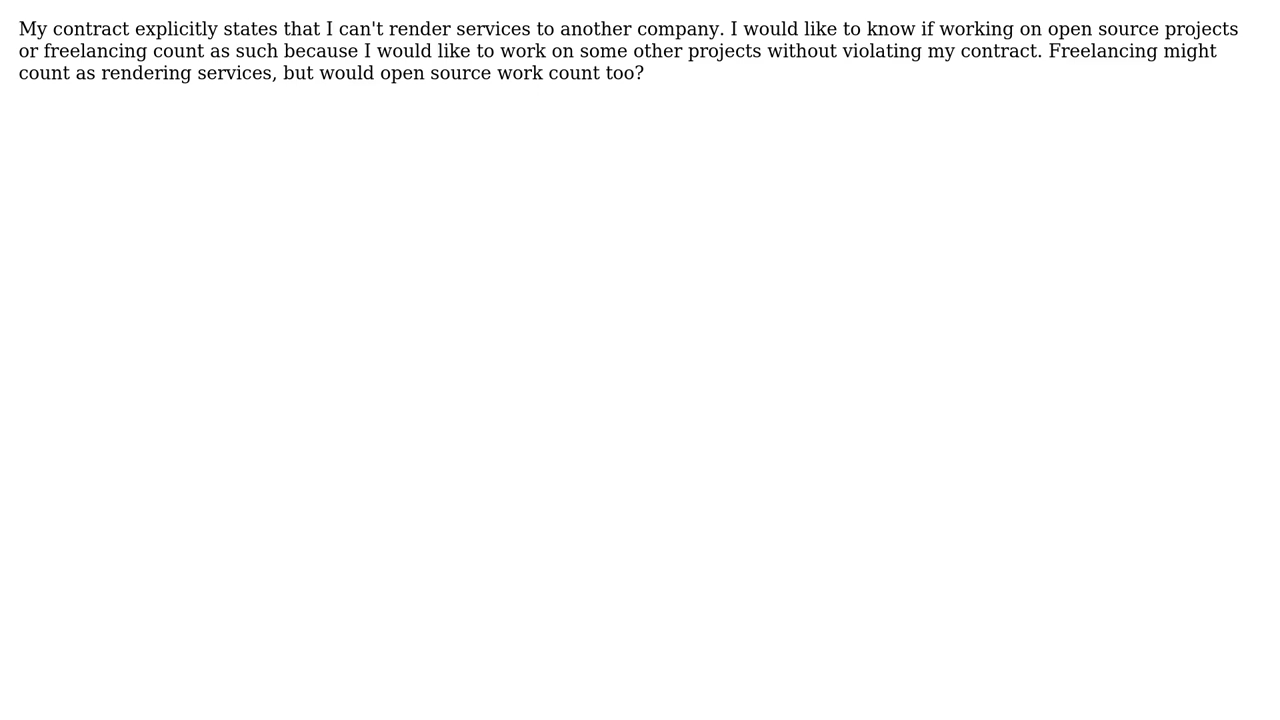 My contract explicitly states that I can't render services to another company. I would like to know if working on open source projects
or freelancing count as such because I would like to work on some other projects without violating my contract. Freelancing might
count as rendering services, but would open source work count too?